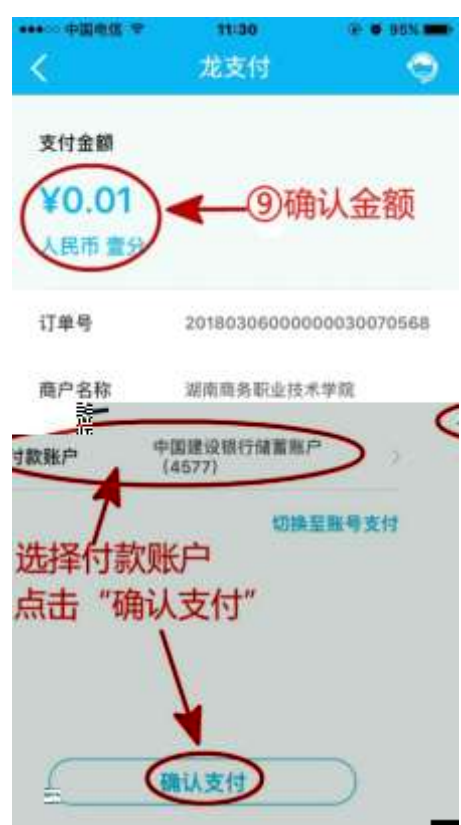 中国电信 11:30 95%
龙支付
支付金额
¥0.01
⑨确认金额
人民币 壹分
订单号 20180306000000030070568
商户名称 湖南商务职业技术学院
付款账户 中国建设银行储蓄账户
(4577)
切换至账号支付
选择付款账户
点击“确认支付”
确认支付